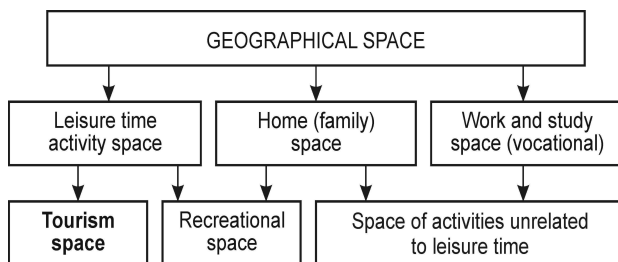 GEOGRAPHICAL SPACE
Leisure time
activity space
Home (family)
space
Work and study
space (vocational)
Tourism
space
Recreational
space
Space of activities unrelated
to leisure time